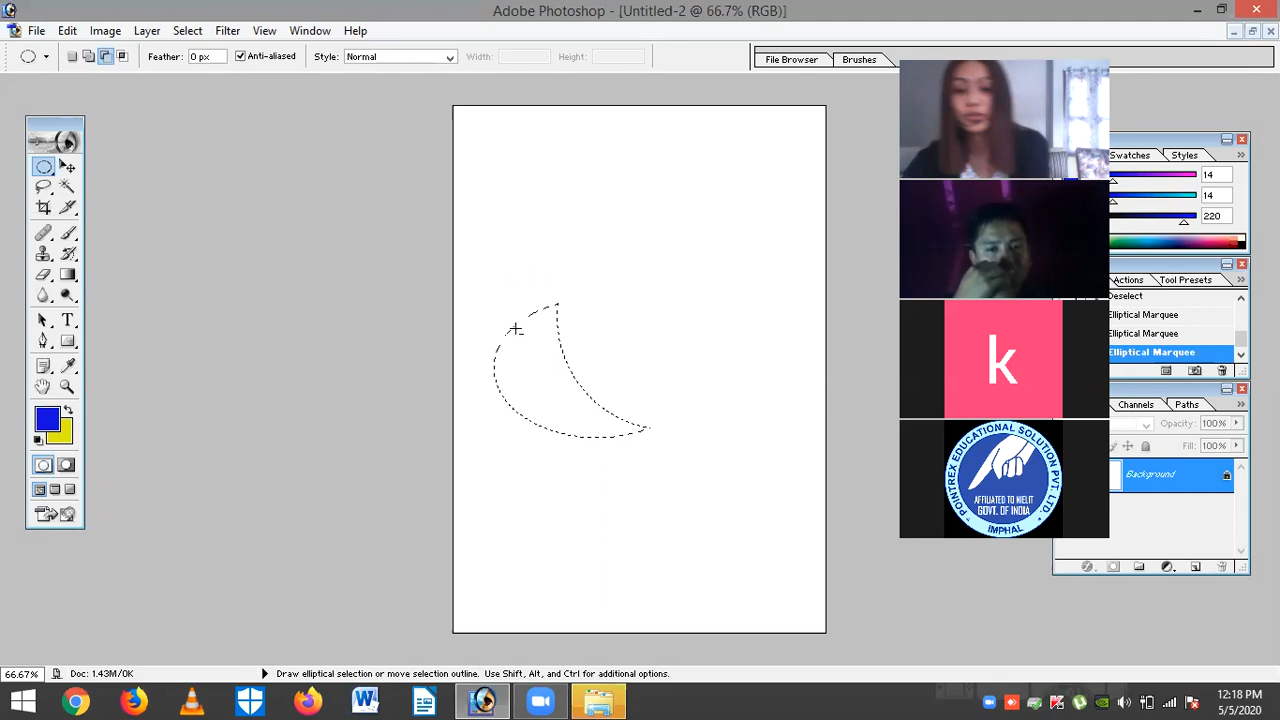 Adobe Photoshop - [Untitled-2 @ 66.7% (RGB)]
File Edit Image Layer Select Filter View Window Help
Feather: 0 px Anti-aliased Style: Normal Width: Height:
File Browser Brushes
Swatches Styles
14
14
220
Actions Tool Presets
Deselect
Elliptical Marquee
Elliptical Marquee
Elliptical Marquee
Channels Paths
Opacity: 100%
Fill: 100%
Background
T
k
POINTREX EDUCATIONAL SOLUTION PVT. LTD.
AFFILIATED TO NIELIT
GOVT. OF INDIA
IMPHAL
66.67% Doc: 1.43M/0K Draw elliptical selection or move selection outline. Use Shift, Alt, and Ctrl for additional options.
W
12:18 PM
5/5/2020